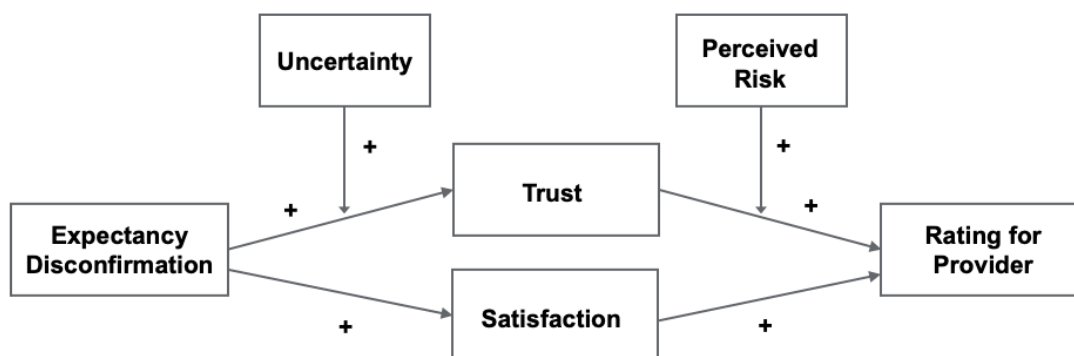 Uncertainty
Perceived
Risk
+
+
Trust
+
+
Expectancy
Disconfirmation
Rating for
Provider
Satisfaction
+
+